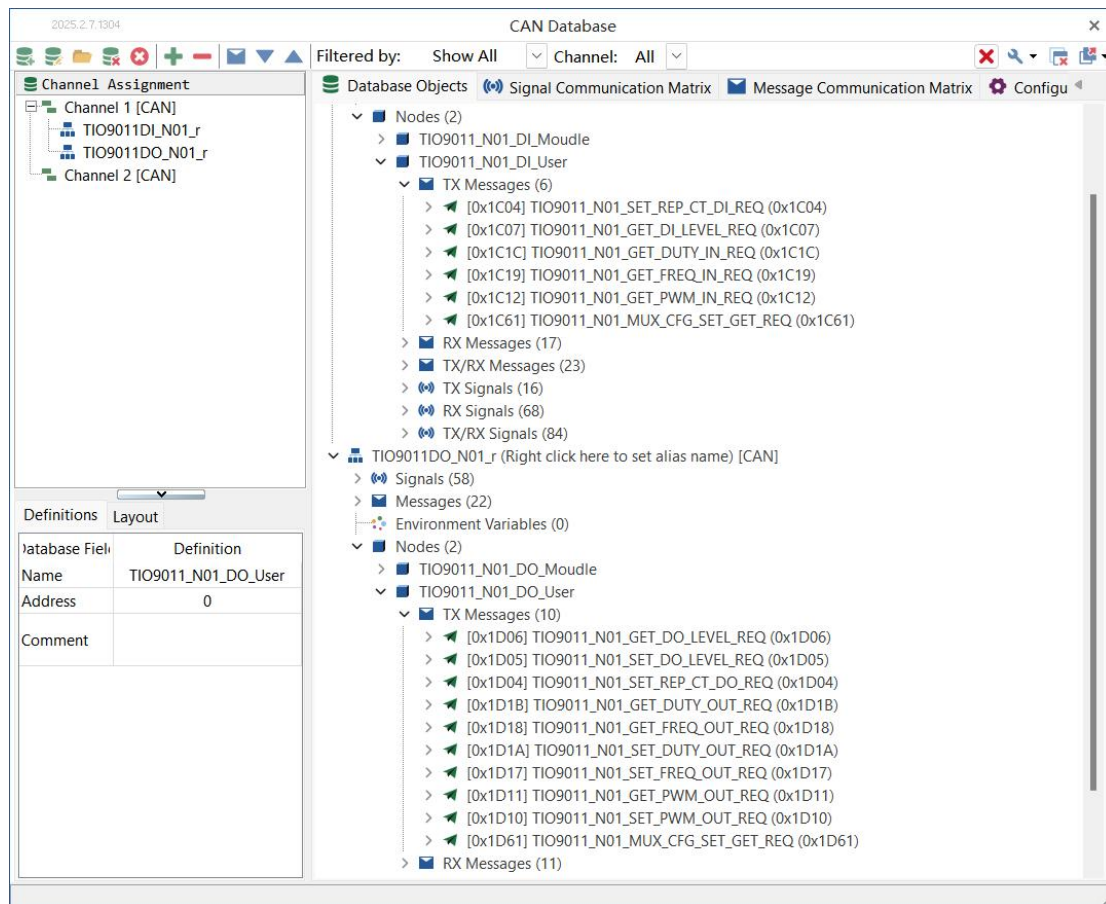 2025.2.7.1304
CAN Database
Filtered by: Show All Channel: All
Channel Assignment
Channel 1 [CAN]
TIO9011DI_N01_r
TIO9011DO_N01_r
Channel 2 [CAN]
Definitions Layout
Database Fiel Definition
Name TIO9011_N01_DO_User
Address 0
Comment
Database Objects Signal Communication Matrix Message Communication Matrix Configu
Nodes (2)
TIO9011_N01_DI_Moudle
TIO9011_N01_DI_User
TX Messages (6)
[0x1C04] TIO9011_N01_SET_REP_CT_DI_REQ (0x1C04)
[0x1C07] TIO9011_N01_GET_DI_LEVEL_REQ (0x1C07)
[0x1C1C] TIO9011_N01_GET_DUTY_IN_REQ (0x1C1C)
[0x1C19] TIO9011_N01_GET_FREQ_IN_REQ (0x1C19)
[0x1C12] TIO9011_N01_GET_PWM_IN_REQ (0x1C12)
[0x1C61] TIO9011_N01_MUX_CFG_SET_GET_REQ (0x1C61)
RX Messages (17)
TX/RX Messages (23)
TX Signals (16)
RX Signals (68)
TX/RX Signals (84)
TIO9011DO_N01_r (Right click here to set alias name) [CAN]
Signals (58)
Messages (22)
Environment Variables (0)
Nodes (2)
TIO9011_N01_DO_Moudle
TIO9011_N01_DO_User
TX Messages (10)
[0x1D06] TIO9011_N01_GET_DO_LEVEL_REQ (0x1D06)
[0x1D05] TIO9011_N01_SET_DO_LEVEL_REQ (0x1D05)
[0x1D04] TIO9011_N01_SET_REP_CT_DO_REQ (0x1D04)
[0x1D1B] TIO9011_N01_GET_DUTY_OUT_REQ (0x1D1B)
[0x1D18] TIO9011_N01_GET_FREQ_OUT_REQ (0x1D18)
[0x1D1A] TIO9011_N01_SET_DUTY_OUT_REQ (0x1D1A)
[0x1D17] TIO9011_N01_SET_FREQ_OUT_REQ (0x1D17)
[0x1D11] TIO9011_N01_GET_PWM_OUT_REQ (0x1D11)
[0x1D10] TIO9011_N01_SET_PWM_OUT_REQ (0x1D10)
[0x1D61] TIO9011_N01_MUX_CFG_SET_GET_REQ (0x1D61)
RX Messages (11)